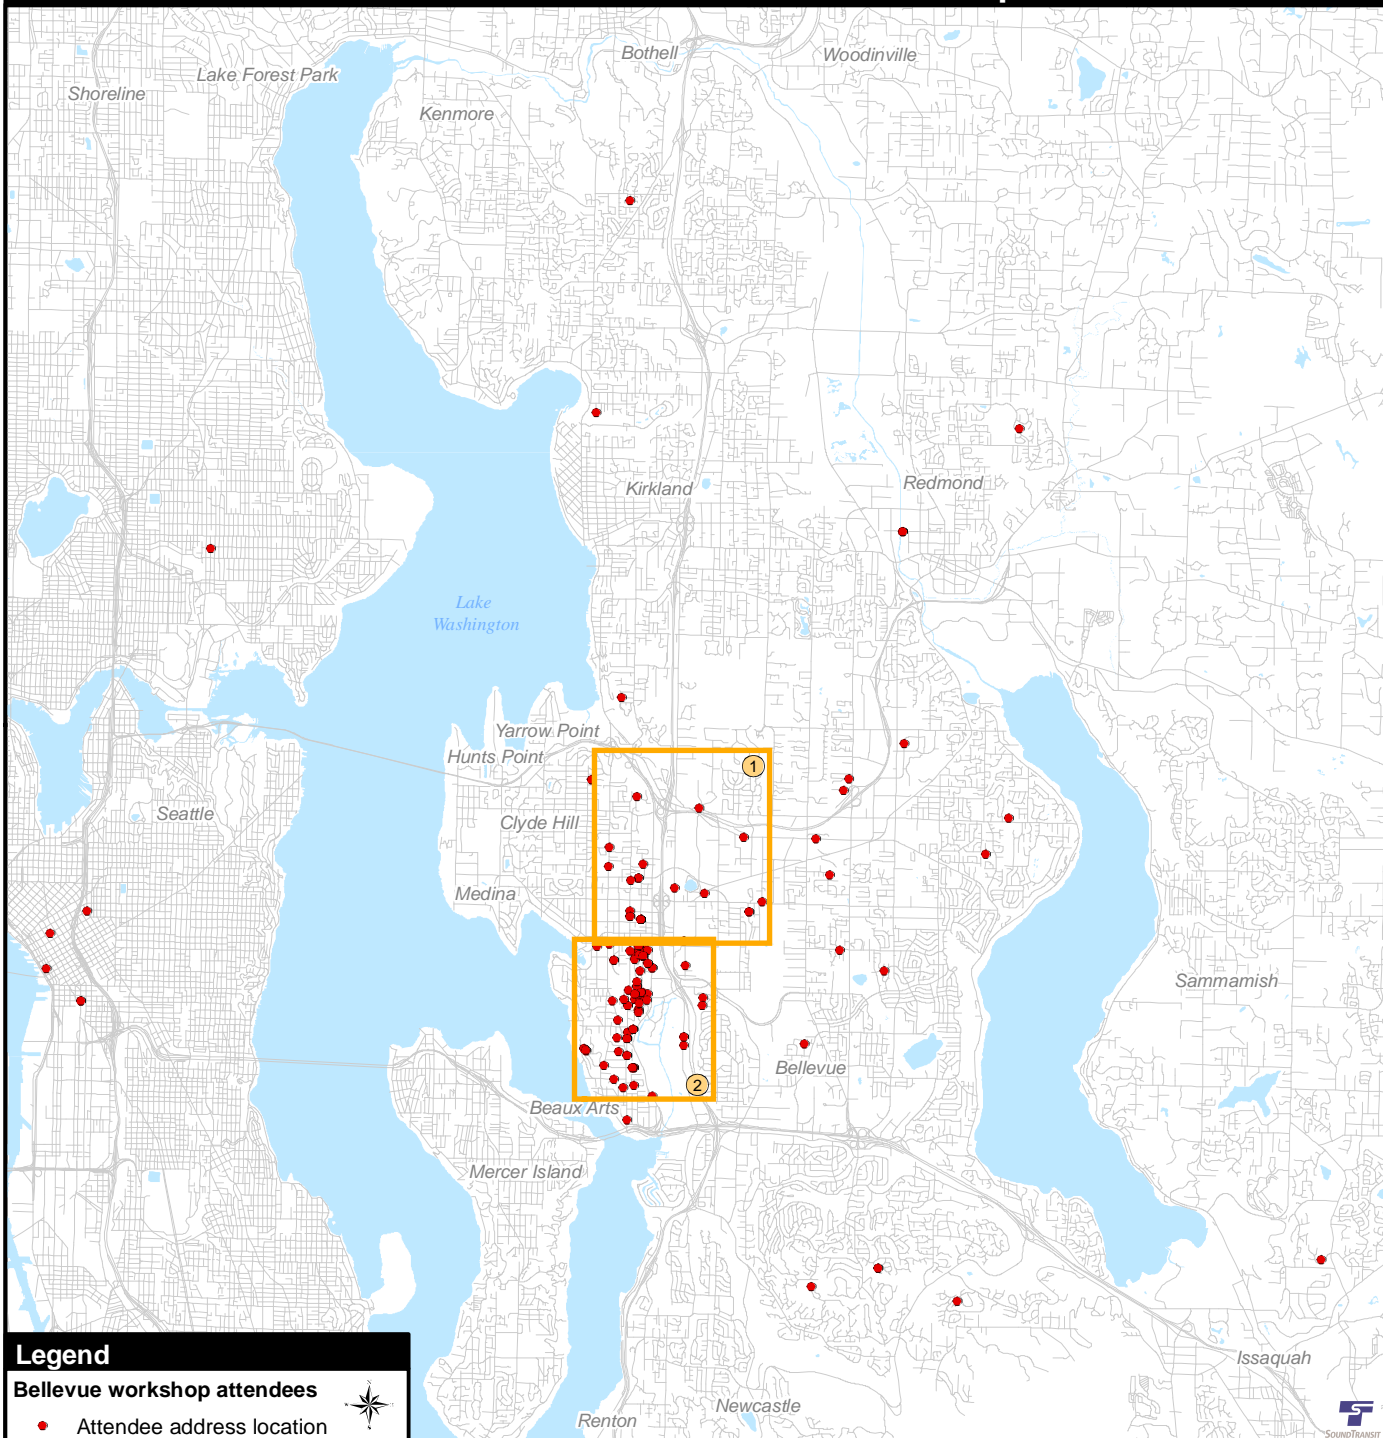 Bothell
Woodinville
Lake Forest Park
Shoreline
Kenmore
Kirkland
Redmond
Lake
Washington
Yarrow Point
Hunts Point
1
Seattle
Clyde Hill
Medina
Sammamish
Bellevue
2
Beaux Arts
Mercer Island
Issaquah
Newcastle
Renton
Legend
Bellevue workshop attendees
N
W
E
S
Attendee address location
SOUNDTRANSIT